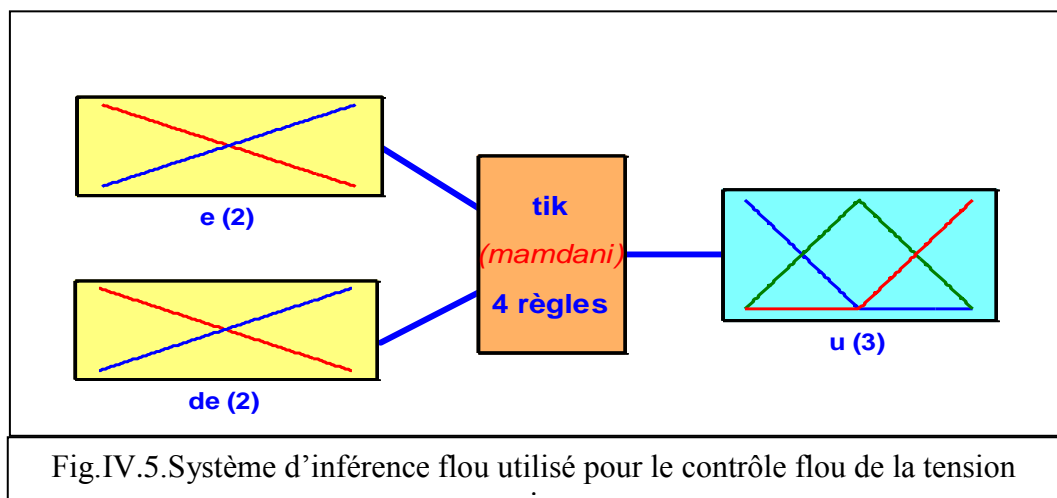 e (2)
de (2)
tik
(mamdani)
4 règles
u (3)
Fig.IV.5.Système d'inférence flou utilisé pour le contrôle flou de la tension